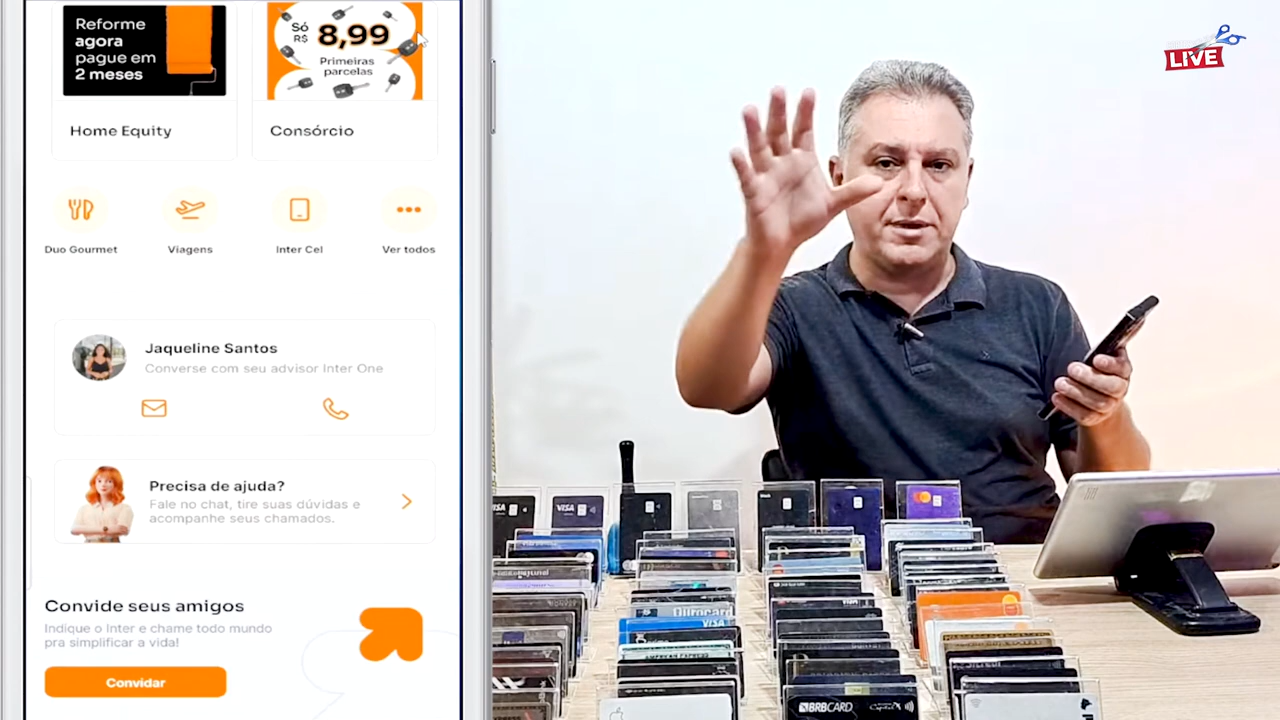 Reforme
agora
pague em
2 meses
Só
R$ 8,99
Primeiras
parcelas
Home Equity
Consórcio
Duo Gourmet
Viagens
Inter Cel
Ver todos
Jaqueline Santos
Converse com seu advisor Inter One
Precisa de ajuda?
Fale no chat, tire suas dúvidas e
acompanhe seus chamados.
Convide seus amigos
Indique o Inter e chame todo mundo
pra simplificar a vida!
Convidar
LIVE
VISA
VISA
VISA
BRBCARD